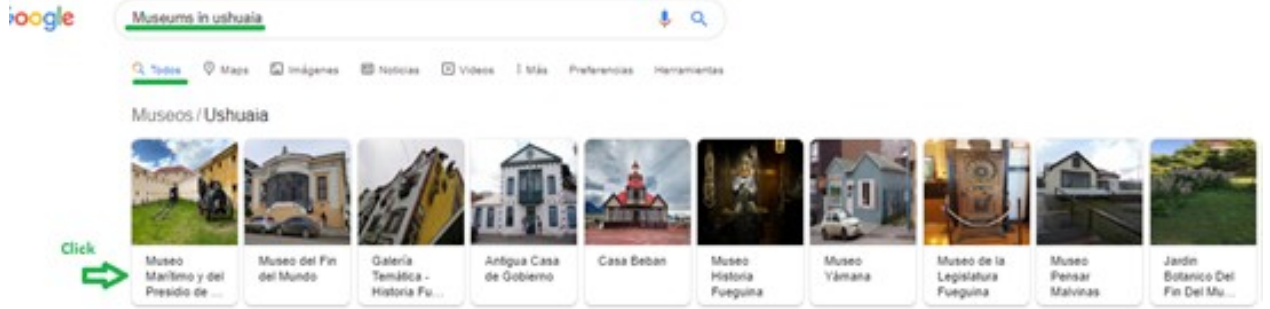 oogle
Museums in ushuaia
Todos Maps Imágenes Noticias Videos Más Preferencias Herramientas
Museos / Ushuaia
Click
Museo
Marítimo y del
Presidio de ...
Museo del Fin
del Mundo
Galería
Temática -
Historia Fu...
Antigua Casa
de Gobierno
Casa Beban
Museo
Historia
Fueguina
Museo
Yámana
Museo de la
Legislatura
Fueguina
Museo
Pensar
Malvinas
Jardin
Botanico Del
Fin Del Mu...